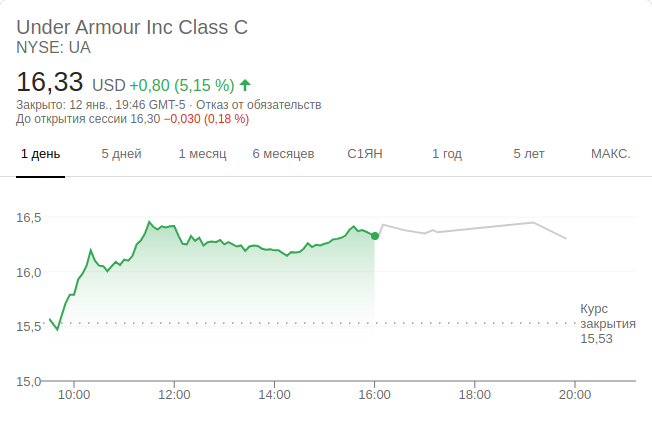 Under Armour Inc Class C
NYSE: UA
16,33 USD +0,80 (5,15 %)
Закрыто: 12 янв., 19:46 GMT-5 · Отказ от обязательств
До открытия сессии 16,30 −0,030 (0,18 %)
1 день 5 дней 1 месяц 6 месяцев С1ЯН 1 год 5 лет МАКС.
16,5
16,0
Курс
закрытия
15,53
15,5
15,0
10:00 12:00 14:00 16:00 18:00 20:00